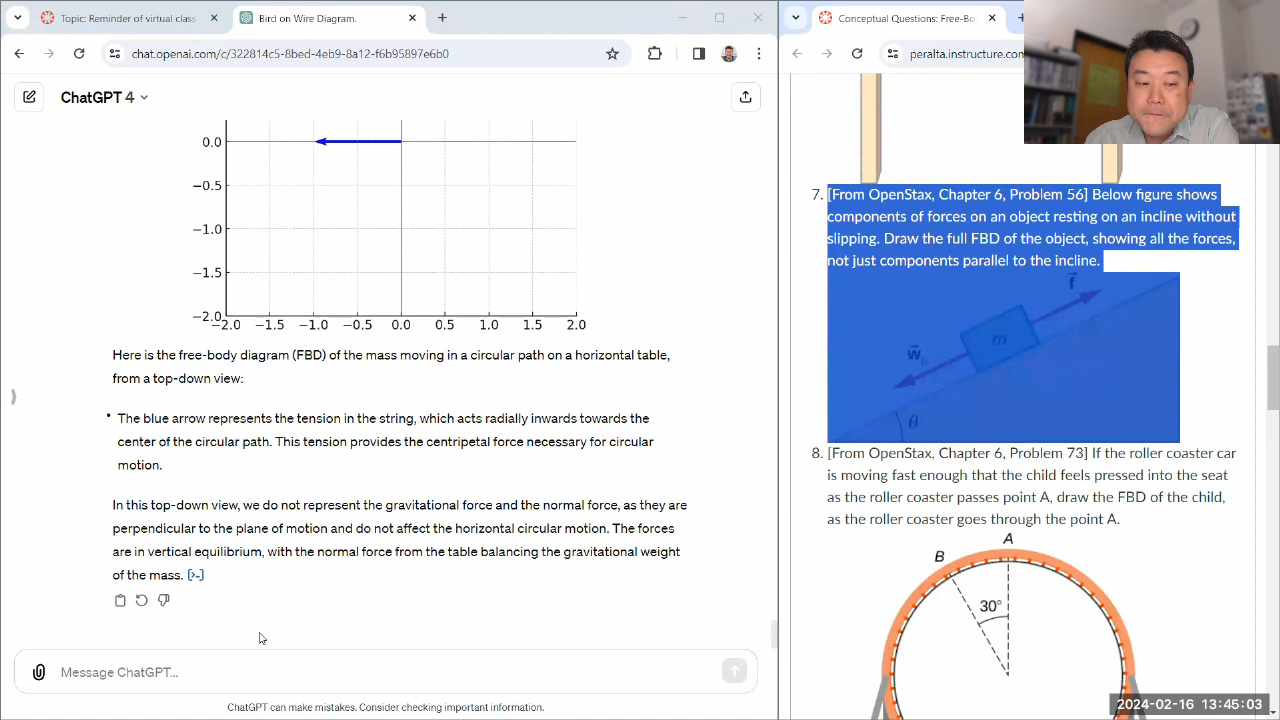 Topic: Reminder of virtual class
Bird on Wire Diagram.
Conceptual Questions: Free-Bo
chat.openai.com/c/322814c5-8bed-4eb9-8a12-f6b95897e6b0
peralta.instructure.com
ChatGPT 4
0.0
−0.5
−1.0
−1.5
−2.0
−2.0 −1.5 −1.0 −0.5 0.0 0.5 1.0 1.5 2.0
Here is the free-body diagram (FBD) of the mass moving in a circular path on a horizontal table,
from a top-down view:
• The blue arrow represents the tension in the string, which acts radially inwards towards the
center of the circular path. This tension provides the centripetal force necessary for circular
motion.
In this top-down view, we do not represent the gravitational force and the normal force, as they are
perpendicular to the plane of motion and do not affect the horizontal circular motion. The forces
are in vertical equilibrium, with the normal force from the table balancing the gravitational weight
of the mass. [>-]
Message ChatGPT...
ChatGPT can make mistakes. Consider checking important information.
7. [From OpenStax, Chapter 6, Problem 56] Below figure shows
components of forces on an object resting on an incline without
slipping. Draw the full FBD of the object, showing all the forces,
not just components parallel to the incline.
f
m
w
θ
8. [From OpenStax, Chapter 6, Problem 73] If the roller coaster car
is moving fast enough that the child feels pressed into the seat
as the roller coaster passes point A, draw the FBD of the child,
as the roller coaster goes through the point A.
A
B
30°
2024-02-16 13:45:03